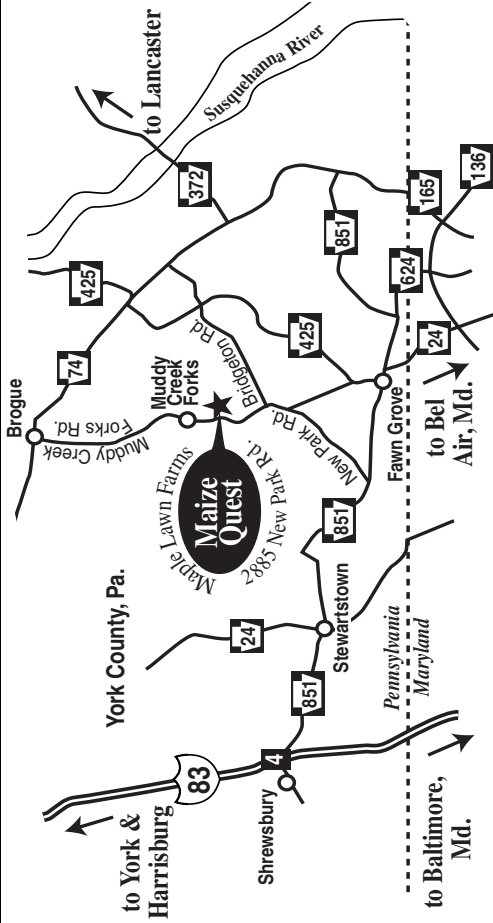 to York &
Harrisburg
83
York County, Pa.
Brogue
74
425
to Lancaster
Susquehanna River
372
Muddy Creek
Forks Rd.
Muddy
Creek
Forks
Bridgeton Rd.
Maple Lawn Farms
Maize
Quest
2885 New Park Rd.
24
425
851
New Park Rd.
Shrewsbury
4
851
Stewartstown
851
Fawn Grove
624
165
136
24
Pennsylvania
Maryland
to Baltimore,
Md.
to Bel
Air, Md.